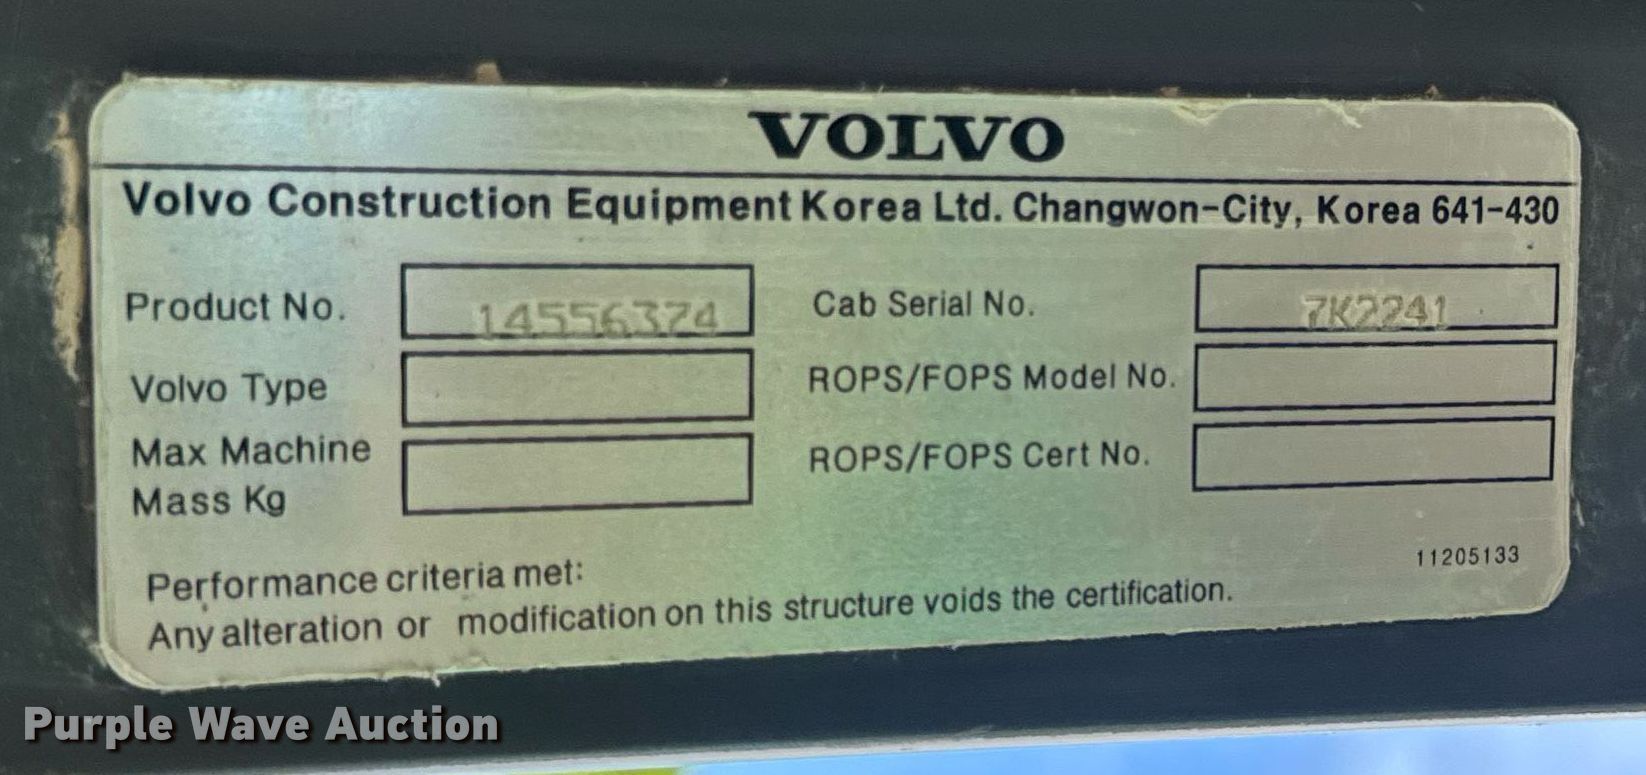 VOLVO
Volvo Construction Equipment Korea Ltd. Changwon-City, Korea 641-430
Product No. 14556374 Cab Serial No. 7K2241
Volvo Type ROPS/FOPS Model No.
Max Machine
Mass Kg ROPS/FOPS Cert No.
11205133
Performance criteria met:
Any alteration or modification on this structure voids the certification.
Purple Wave Auction